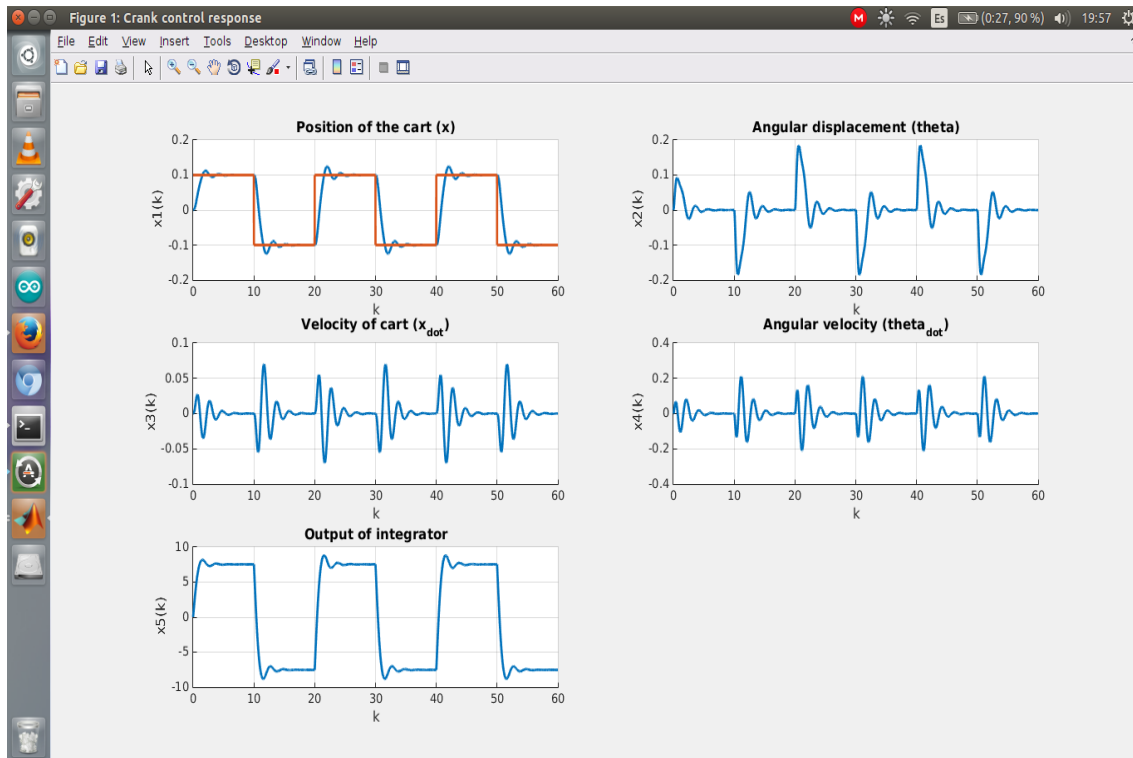 Figure 1: Crank control response
M Es (0:27, 90 %) 19:57
File Edit View Insert Tools Desktop Window Help
Position of the cart (x)
x1(k)
0.2
0.1
0
-0.1
-0.2
0 10 20 30 40 50 60
k
Angular displacement (theta)
x2(k)
0.2
0.1
0
-0.1
-0.2
0 10 20 30 40 50 60
k
Velocity of cart (x_dot)
x3(k)
0.1
0.05
0
-0.05
-0.1
0 10 20 30 40 50 60
k
Angular velocity (theta_dot)
x4(k)
0.4
0.2
0
-0.2
-0.4
0 10 20 30 40 50 60
k
Output of integrator
x5(k)
10
5
0
-5
-10
0 10 20 30 40 50 60
k